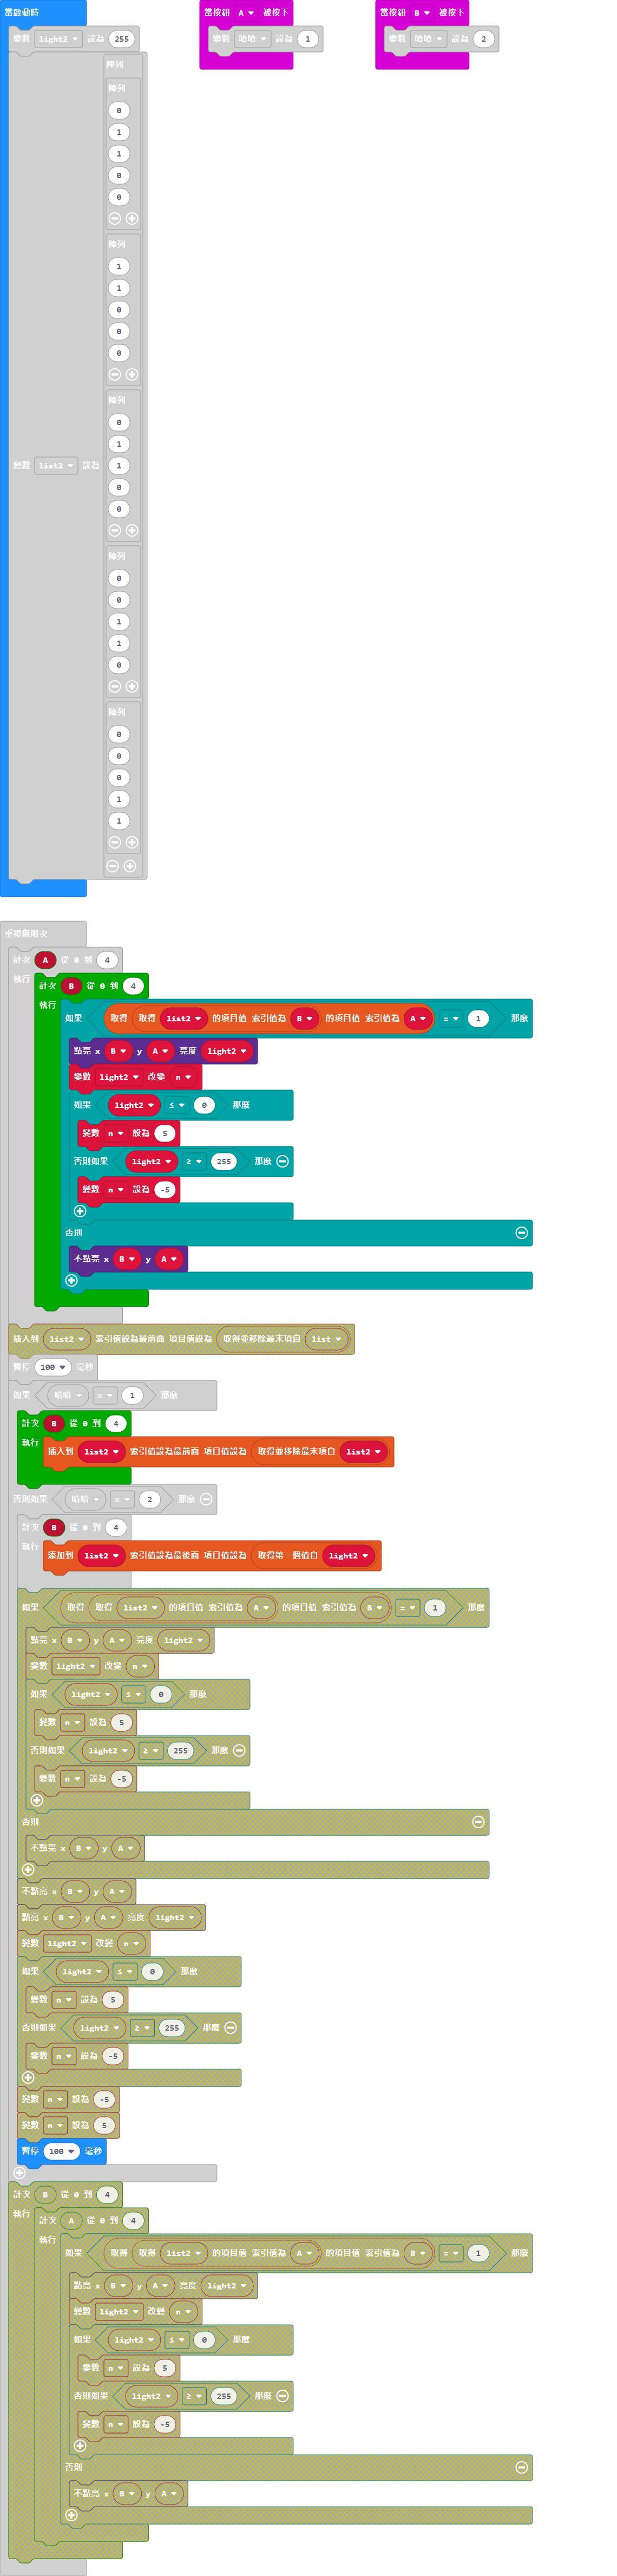 當啟動時
變數 light2 設為 255
變數 list2 設為
陣列
陣列
0
1
1
0
0
陣列
1
1
0
0
0
陣列
0
1
1
0
0
陣列
0
0
1
1
0
陣列
0
0
0
1
1
當按鈕 A 被按下
變數 哈哈 設為 1
當按鈕 B 被按下
變數 哈哈 設為 2
重複無限次
計次 A 從 0 到 4
執行
計次 B 從 0 到 4
執行
如果 取得 取得 list2 的項目值 索引值為 B 的項目值 索引值為 A = 1 那麼
點亮 x B y A 亮度 light2
變數 light2 改變 n
如果 light2 ≤ 0 那麼
變數 n 設為 5
否則如果 light2 ≥ 255 那麼
變數 n 設為 -5
否則
不點亮 x B y A
插入到 list2 索引值設為最前面 項目值設為 取得並移除最末項自 list
暫停 100 毫秒
如果 哈哈 = 1 那麼
計次 B 從 0 到 4
執行
插入到 list2 索引值設為最前面 項目值設為 取得並移除最末項自 list2
否則如果 哈哈 = 2 那麼
計次 B 從 0 到 4
執行
添加到 list2 索引值設為最後面 項目值設為 取得第一個值自 light2
如果 取得 取得 list2 的項目值 索引值為 A 的項目值 索引值為 B = 1 那麼
點亮 x B y A 亮度 light2
變數 light2 改變 n
如果 light2 ≤ 0 那麼
變數 n 設為 5
否則如果 light2 ≥ 255 那麼
變數 n 設為 -5
否則
不點亮 x B y A
不點亮 x B y A
點亮 x B y A 亮度 light2
變數 light2 改變 n
如果 light2 ≤ 0 那麼
變數 n 設為 5
否則如果 light2 ≥ 255 那麼
變數 n 設為 -5
變數 n 設為 -5
變數 n 設為 5
暫停 100 毫秒
計次 B 從 0 到 4
執行
計次 A 從 0 到 4
執行
如果 取得 取得 list2 的項目值 索引值為 A 的項目值 索引值為 B = 1 那麼
點亮 x B y A 亮度 light2
變數 light2 改變 n
如果 light2 ≤ 0 那麼
變數 n 設為 5
否則如果 light2 ≥ 255 那麼
變數 n 設為 -5
否則
不點亮 x B y A